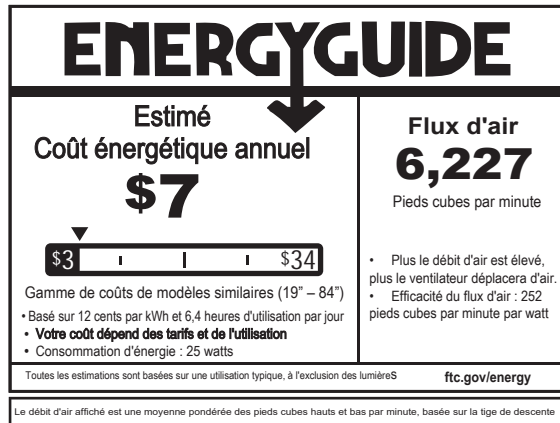 ENERGYGUIDE
Estimé
Coût énergétique annuel
$7
$3
$34
Gamme de coûts de modèles similaires (19" – 84")
• Basé sur 12 cents par kWh et 6,4 heures d'utilisation par jour
• Votre coût dépend des tarifs et de l'utilisation
• Consommation d'énergie : 25 watts
Flux d'air
6,227
Pieds cubes par minute
• Plus le débit d'air est élevé,
plus le ventilateur déplacera d'air.
• Efficacité du flux d'air : 252
pieds cubes par minute par watt
Toutes les estimations sont basées sur une utilisation typique, à l'exclusion des lumièreS
ftc.gov/energy
Le débit d'air affiché est une moyenne pondérée des pieds cubes hauts et bas par minute, basée sur la tige de descente